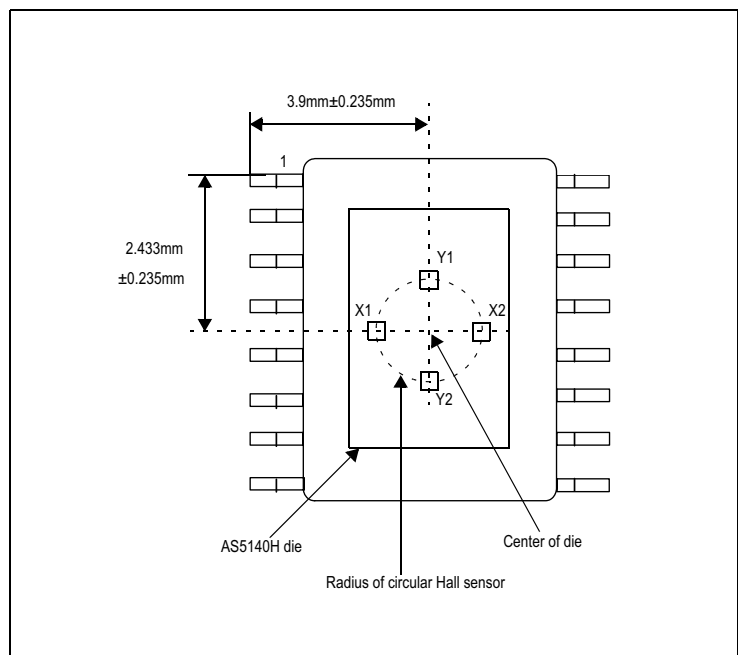 3.9mm±0.235mm
1
2.433mm
±0.235mm
Y1
X1
X2
Y2
AS5140H die
Center of die
Radius of circular Hall sensor